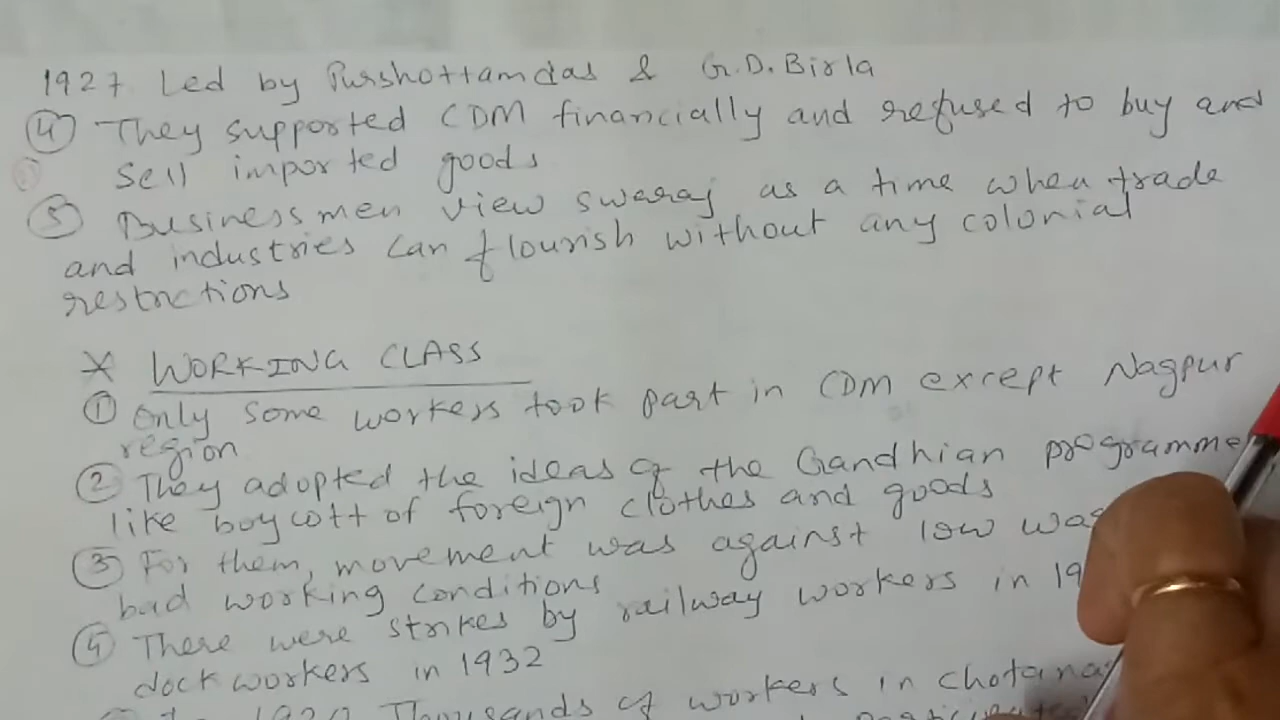 1927. Led by Purshottamdas & G.D. Birla
④ They supported CDM financially and refused to buy and
sell imported goods
⑤ Businessmen view swaraj as a time when trade
and industries can flourish without any colonial
restrictions
* WORKING CLASS
① Only some workers took part in CDM except Nagpur
region
② They adopted the ideas of the Gandhian programme
like boycott of foreign clothes and goods
③ For them, movement was against low
bad working conditions
④ There were strikes by railway workers in 19
dockworkers in 1932
Thousands of workers in